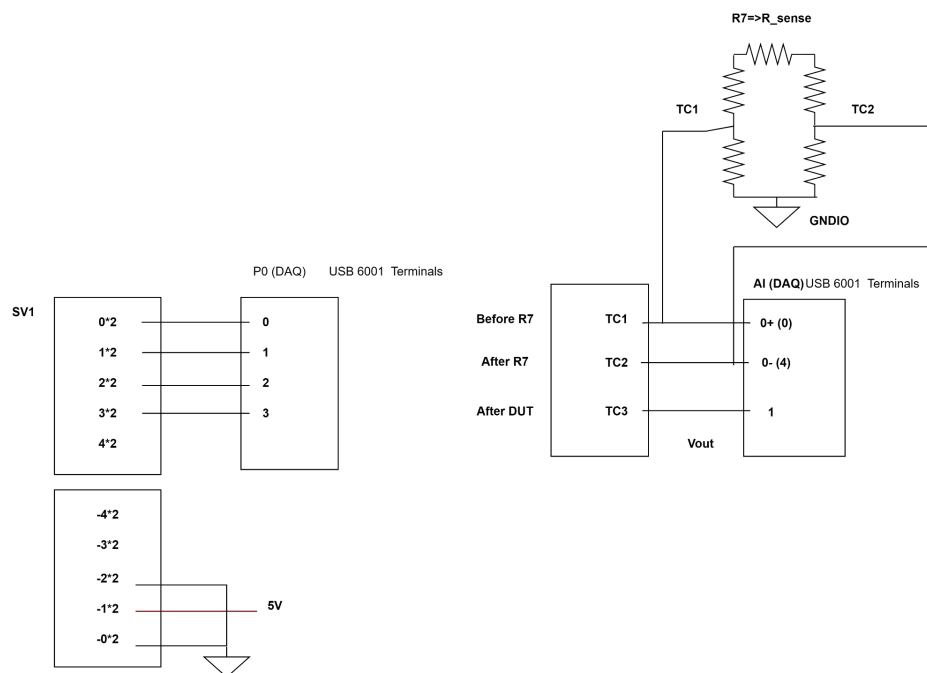 R7=>R_sense
TC1
TC2
GNDIO
P0 (DAQ) USB 6001 Terminals
SV1
0*2
1*2
2*2
3*2
4*2
0
1
2
3
-4*2
-3*2
-2*2
-1*2
-0*2
5V
AI (DAQ) USB 6001 Terminals
Before R7
TC1
0+ (0)
After R7
TC2
0- (4)
After DUT
TC3
1
Vout